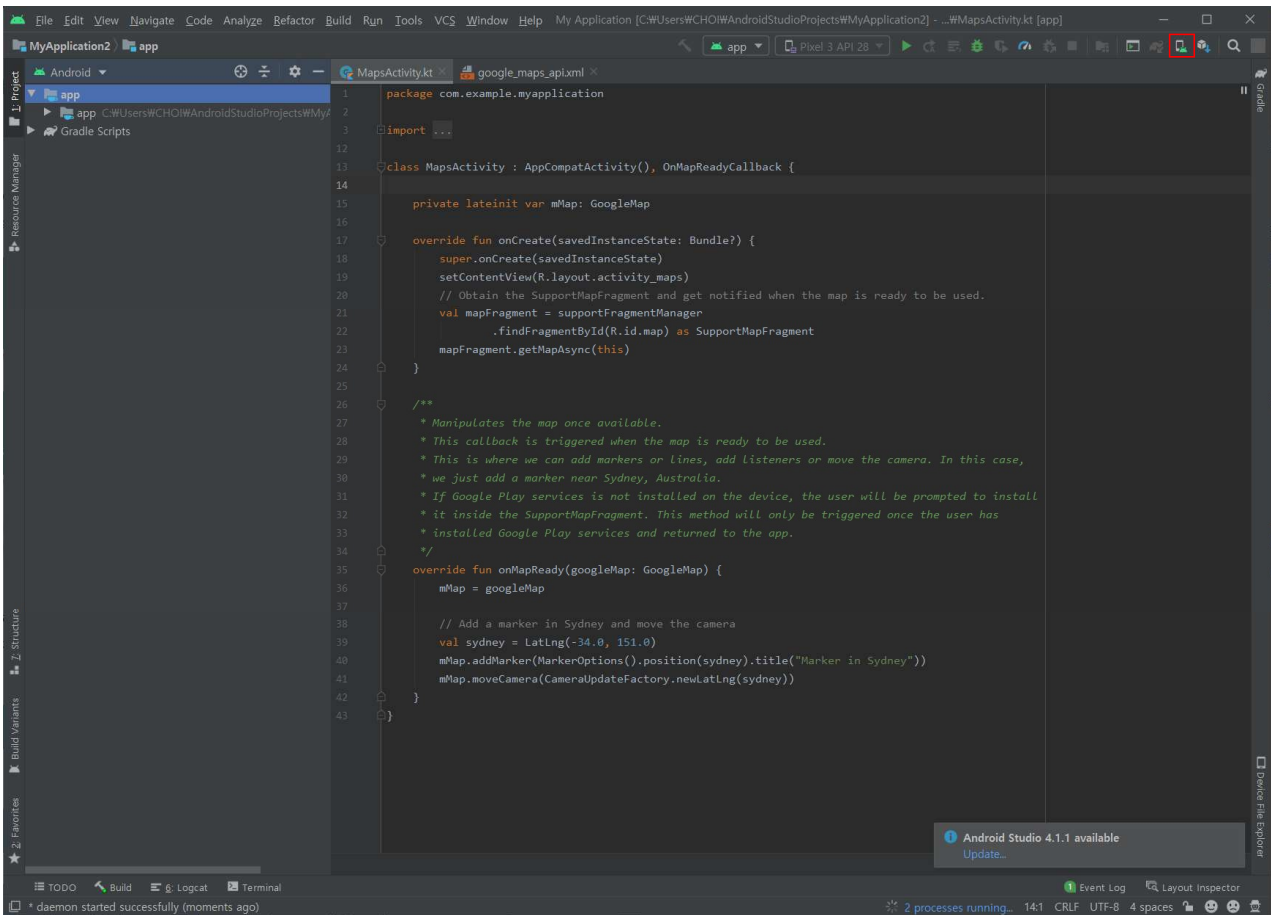 File Edit View Navigate Code Analyze Refactor Build Run Tools VCS Window Help My Application [C:₩Users₩CHOI₩AndroidStudioProjects₩MyApplication2] - ...₩MapsActivity.kt [app]
MyApplication2 app
app Pixel 3 API 28
Android
MapsActivity.kt google_maps_api.xml
1: Project
Resource Manager
7: Structure
Build Variants
2: Favorites
app
app C:₩Users₩CHOI₩AndroidStudioProjects₩MyA
Gradle Scripts
1 package com.example.myapplication
2
3 import ...
12
13 class MapsActivity : AppCompatActivity(), OnMapReadyCallback {
14
15 private lateinit var mMap: GoogleMap
16
17 override fun onCreate(savedInstanceState: Bundle?) {
18 super.onCreate(savedInstanceState)
19 setContentView(R.layout.activity_maps)
20 // Obtain the SupportMapFragment and get notified when the map is ready to be used.
21 val mapFragment = supportFragmentManager
22 .findFragmentById(R.id.map) as SupportMapFragment
23 mapFragment.getMapAsync(this)
24 }
25
26 /**
27 * Manipulates the map once available.
28 * This callback is triggered when the map is ready to be used.
29 * This is where we can add markers or lines, add listeners or move the camera. In this case,
30 * we just add a marker near Sydney, Australia.
31 * If Google Play services is not installed on the device, the user will be prompted to install
32 * it inside the SupportMapFragment. This method will only be triggered once the user has
33 * installed Google Play services and returned to the app.
34 */
35 override fun onMapReady(googleMap: GoogleMap) {
36 mMap = googleMap
37
38 // Add a marker in Sydney and move the camera
39 val sydney = LatLng(-34.0, 151.0)
40 mMap.addMarker(MarkerOptions().position(sydney).title("Marker in Sydney"))
41 mMap.moveCamera(CameraUpdateFactory.newLatLng(sydney))
42 }
43 }
Gradle
Device File Explorer
Android Studio 4.1.1 available
Update...
TODO Build 6: Logcat Terminal
1 Event Log Layout Inspector
* daemon started successfully (moments ago)
2 processes running... 14:1 CRLF UTF-8 4 spaces